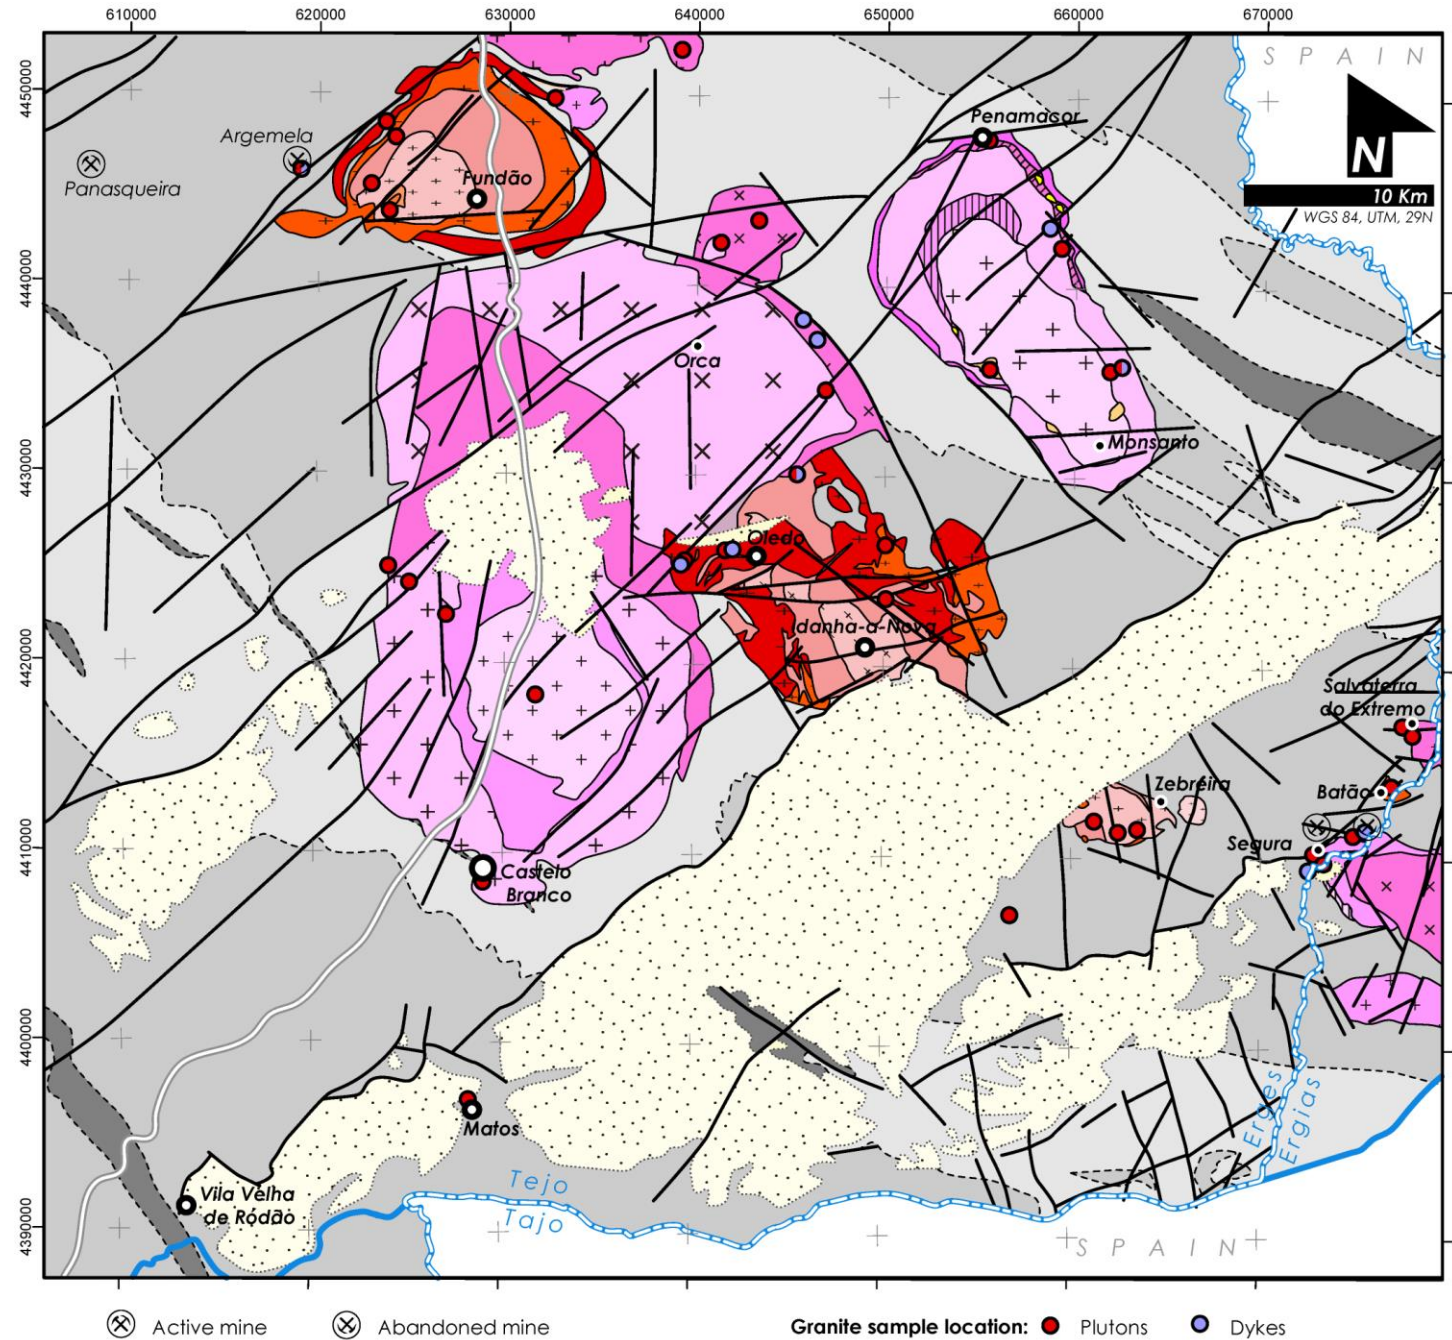 610000 620000 630000 640000 650000 660000 670000
4450000
4440000
4430000
4420000
4410000
4400000
4390000
SPAIN
N
10 Km
WGS 84, UTM, 29N
Argemela
Panasqueira
Fundão
Penamacor
Orca
Monsanto
Oledo
Idanha-a-Nova
Salvaterra
do Extremo
Zebreira
Batão
Segura
Castelo
Branco
Erges
Ergias
Matos
Vila Velha
de Ródão
Tejo
Tajo
SPAIN
Active mine
Abandoned mine
Granite sample location: Plutons Dykes